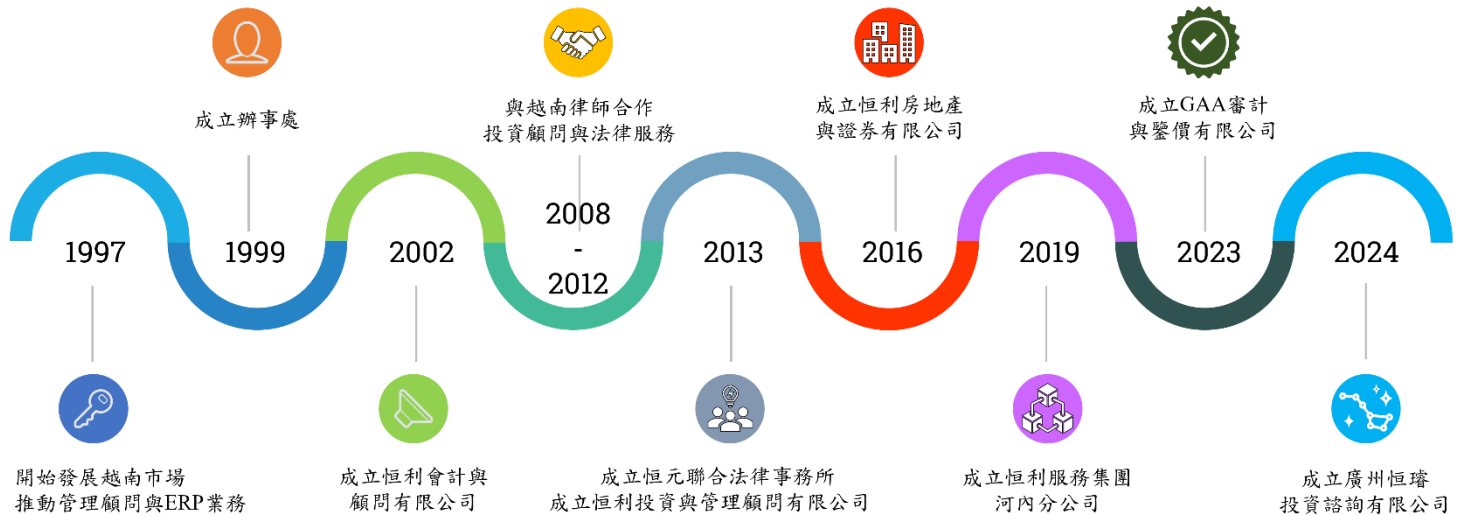 1997
開始發展越南市場
推動管理顧問與ERP業務
成立辦事處
1999
2002
成立恒利會計與
顧問有限公司
與越南律師合作
投資顧問與法律服務
2008
-
2012
2013
成立恒元聯合法律事務所
成立恒利投資與管理顧問有限公司
成立恒利房地產
與證券有限公司
2016
2019
成立恒利服務集團
河內分公司
成立GAA審計
與鑒價有限公司
2023
2024
成立廣州恒璿
投資諮詢有限公司